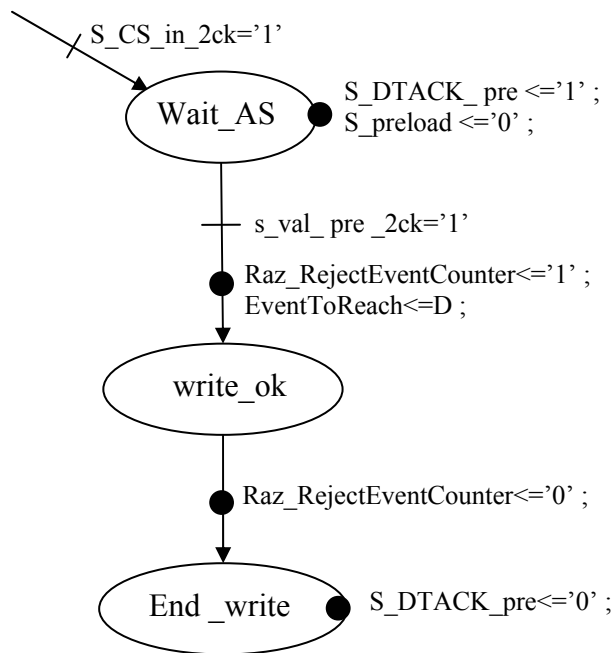 S_CS_in_2ck=’1’
Wait_AS
S_DTACK_ pre <=’1’ ;
S_preload <=’0’ ;
s_val_ pre _2ck=’1’
Raz_RejectEventCounter<=’1’ ;
EventToReach<=D ;
write_ok
Raz_RejectEventCounter<=’0’ ;
End _write
S_DTACK_pre<=’0’ ;